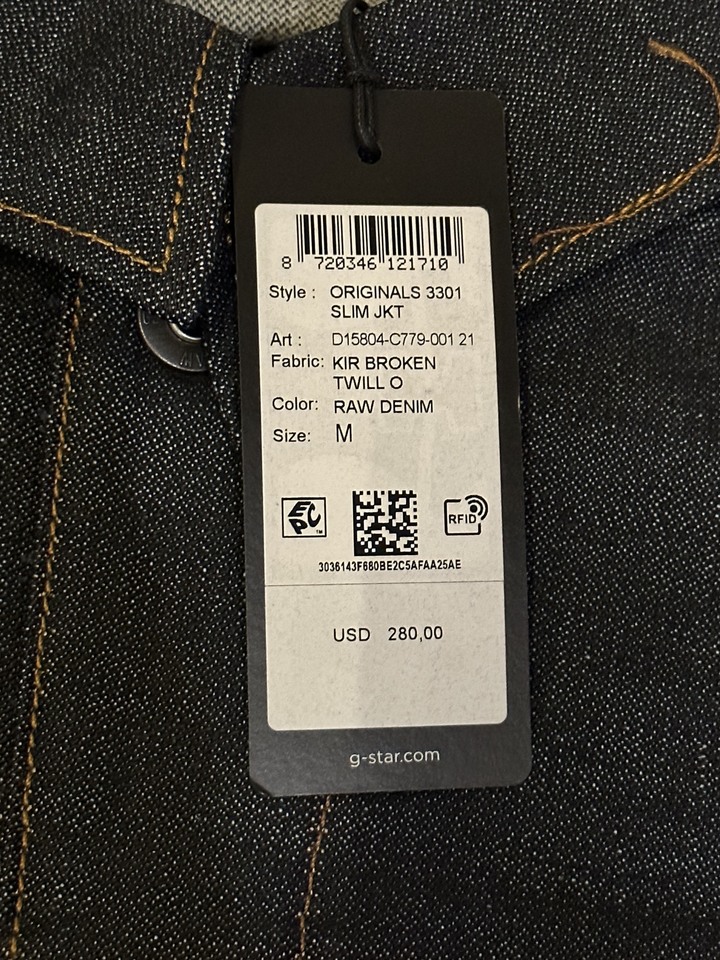 8 720346 121710
Style : ORIGINALS 3301
SLIM JKT
Art : D15804-C779-001 21
Fabric: KIR BROKEN
TWILL O
Color: RAW DENIM
Size: M
EPC TM
RFID
3036143F680BE2C5AFAA25AE
USD 280,00
g-star.com